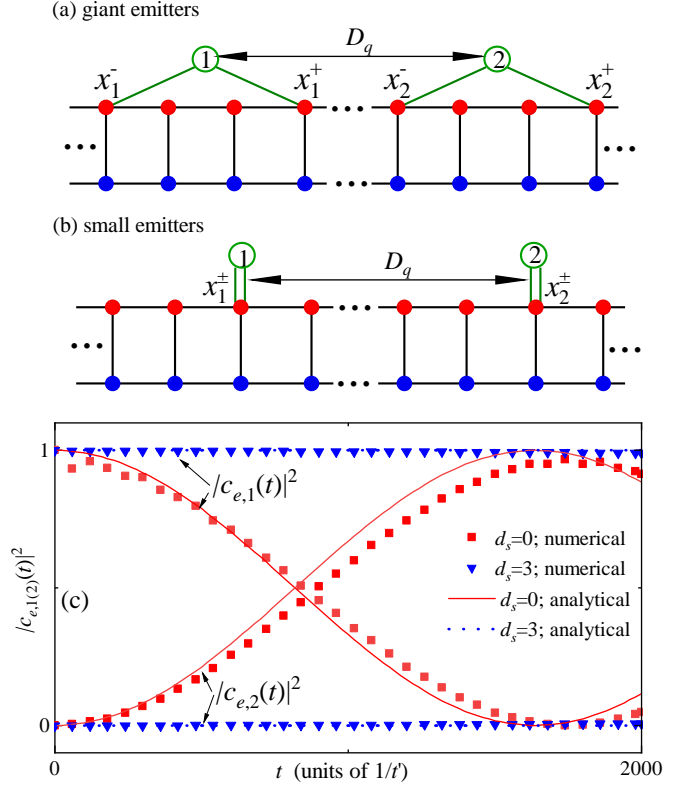 (a) giant emitters
1 D_q 2
x_1^- x_1^+ x_2^- x_2^+
...
... ...
...
(b) small emitters
1 D_q 2
x_1^± x_2^±
...
... ...
...
1
|c_{e,1}(t)|^2
d_s=0; numerical
d_s=3; numerical
d_s=0; analytical
d_s=3; analytical
(c)
|c_{e,1(2)}(t)|^2
|c_{e,2}(t)|^2
0
0 2000
t (units of 1/t')